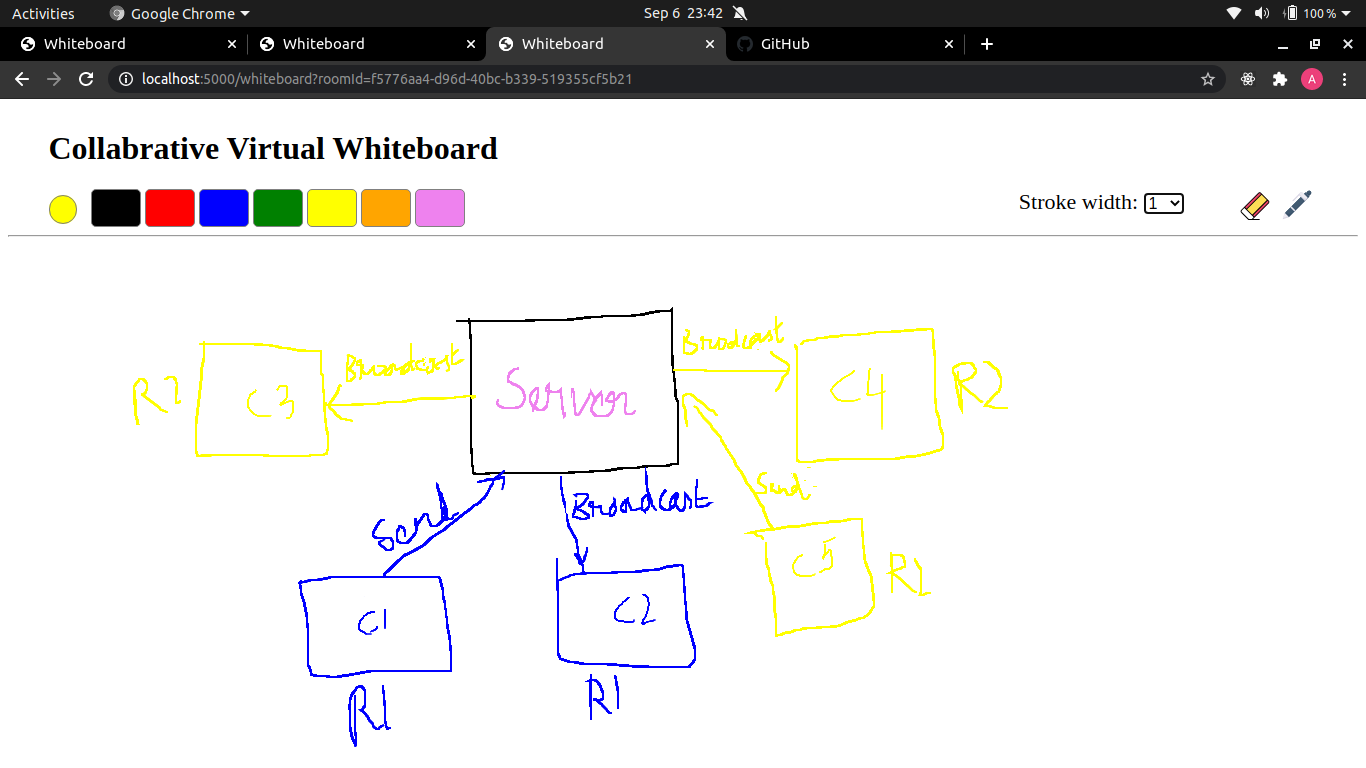 Activities Google Chrome Sep 6 23:42 100 %
Whiteboard Whiteboard Whiteboard GitHub
localhost:5000/whiteboard?roomId=f5776aa4-d96d-40bc-b339-519355cf5b21 A
Collabrative Virtual Whiteboard
Stroke width: 1
Broadcast
Broadcast
R2 C3 Server C4 R2
Send Broadcast Send
C5 R2
C1 C2
R1 R1